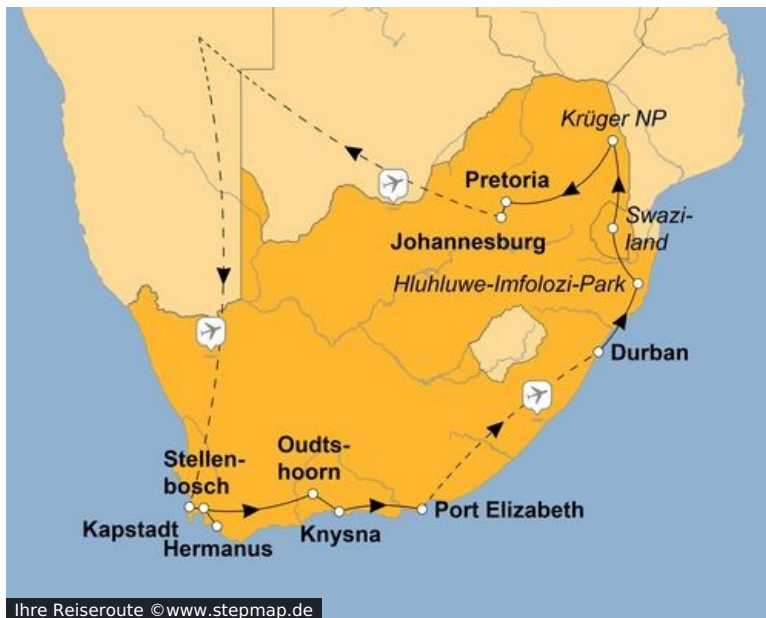 Krüger NP
Pretoria
Swazi-
land
Johannesburg
Hluhluwe-Imfolozi-Park
Durban
Oudts-
hoorn
Stellen-
bosch
Port Elizabeth
Kapstadt
Knysna
Hermanus
Ihre Reiseroute ©www.stepmap.de